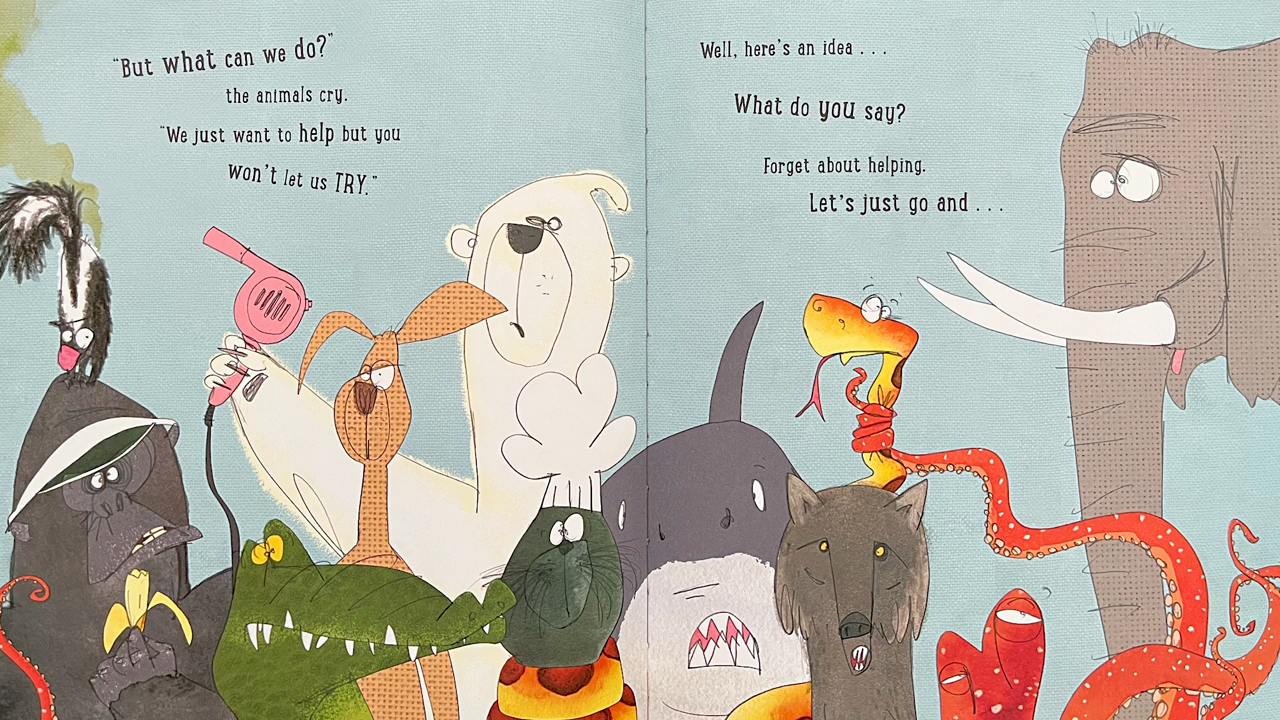 "But what can we do?"
the animals cry.
"We just want to help but you
won't let us TRY."
Well, here's an idea . . .
What do you say?
Forget about helping.
Let's just go and . . .